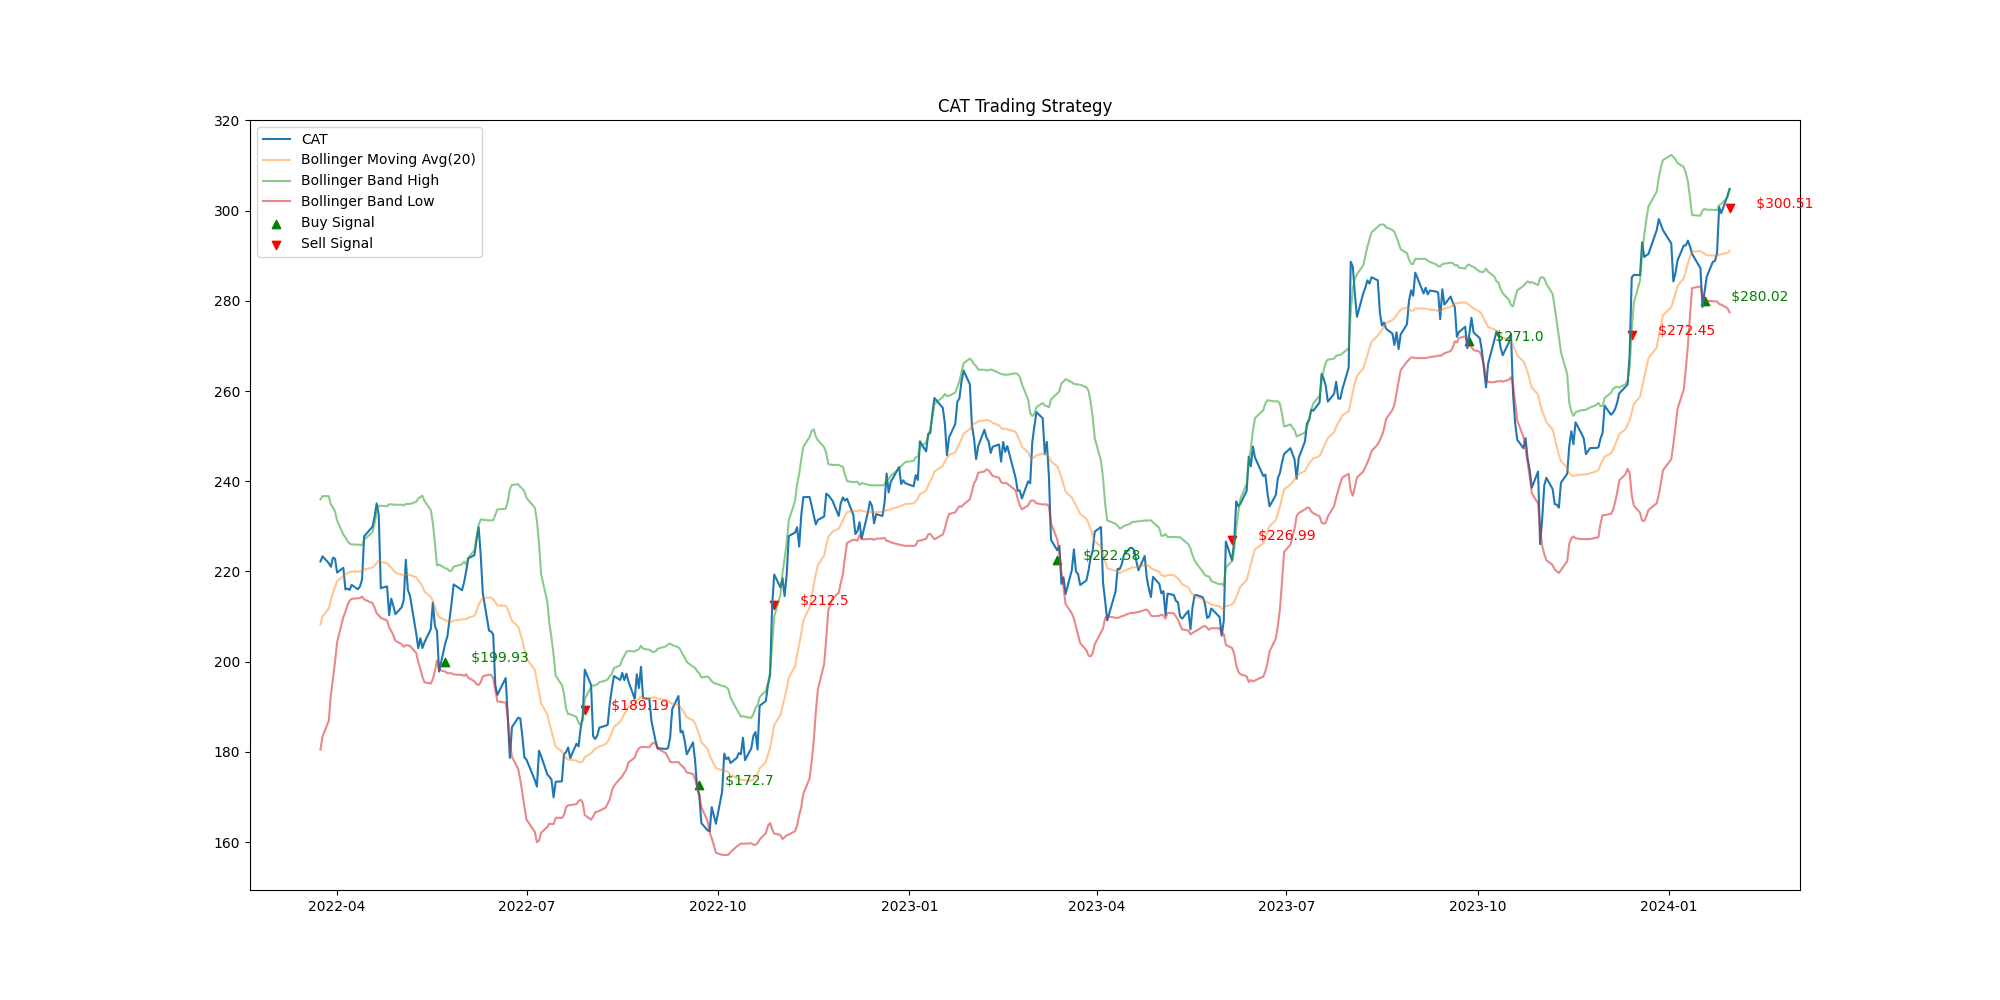 CAT Trading Strategy
CAT
Bollinger Moving Avg(20)
Bollinger Band High
Bollinger Band Low
Buy Signal
Sell Signal
320
300
280
260
240
220
200
180
160
$300.51
$280.02
$272.45
$271.0
$226.99
$222.58
$212.5
$199.93
$189.19
$172.7
2022-04 2022-07 2022-10 2023-01 2023-04 2023-07 2023-10 2024-01